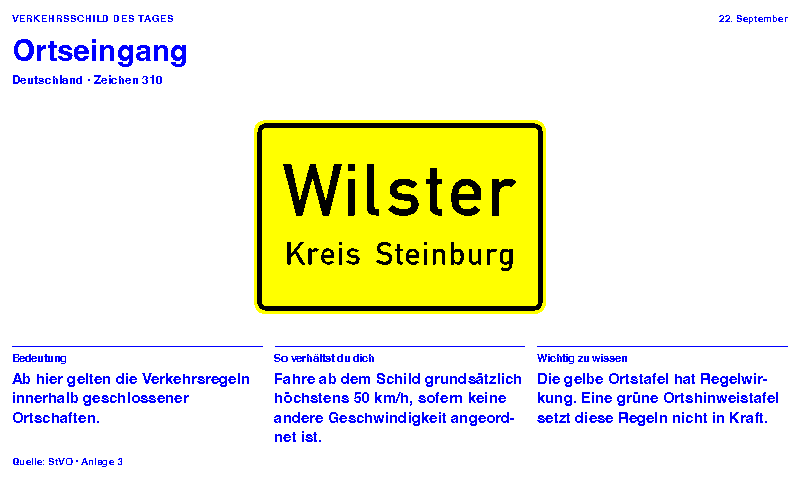 VERKEHRSSCHILD DES TAGES
22. September
Ortseingang
Deutschland · Zeichen 310
Wilster
Kreis Steinburg
Bedeutung
Ab hier gelten die Verkehrsregeln
innerhalb geschlossener
Ortschaften.
So verhältst du dich
Fahre ab dem Schild grundsätzlich
höchstens 50 km/h, sofern keine
andere Geschwindigkeit angeord-
net ist.
Wichtig zu wissen
Die gelbe Ortstafel hat Regelwir-
kung. Eine grüne Ortshinweistafel
setzt diese Regeln nicht in Kraft.
Quelle: StVO · Anlage 3